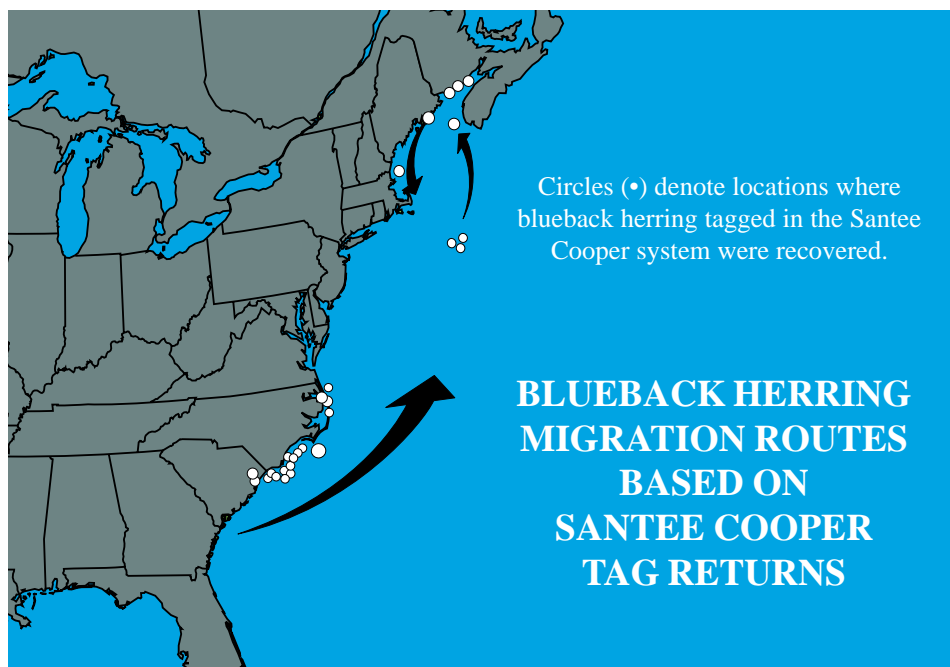 Circles (•) denote locations where
blueback herring tagged in the Santee
Cooper system were recovered.
BLUEBACK HERRING
MIGRATION ROUTES
BASED ON
SANTEE COOPER
TAG RETURNS